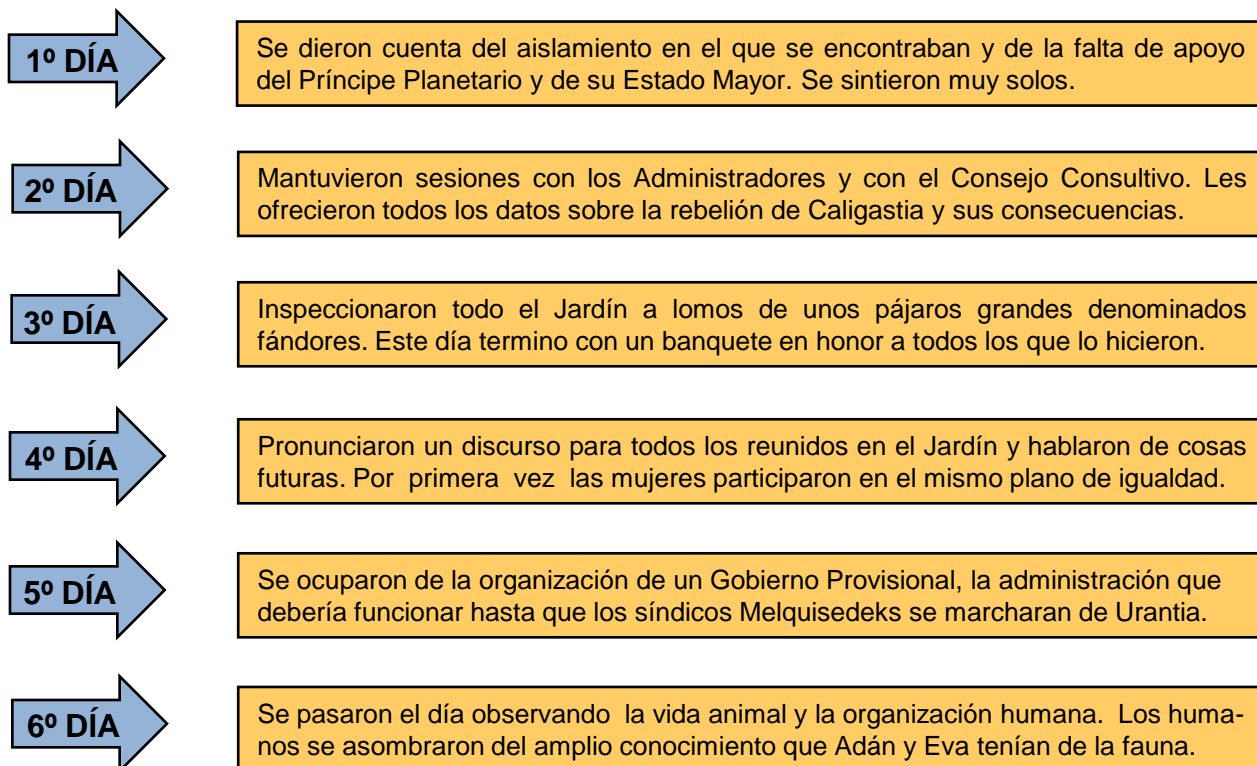 1º DÍA
Se dieron cuenta del aislamiento en el que se encontraban y de la falta de apoyo
del Príncipe Planetario y de su Estado Mayor. Se sintieron muy solos.
2º DÍA
Mantuvieron sesiones con los Administradores y con el Consejo Consultivo. Les
ofrecieron todos los datos sobre la rebelión de Caligastia y sus consecuencias.
3º DÍA
Inspeccionaron todo el Jardín a lomos de unos pájaros grandes denominados
fándores. Este día termino con un banquete en honor a todos los que lo hicieron.
4º DÍA
Pronunciaron un discurso para todos los reunidos en el Jardín y hablaron de cosas
futuras. Por primera vez las mujeres participaron en el mismo plano de igualdad.
5º DÍA
Se ocuparon de la organización de un Gobierno Provisional, la administración que
debería funcionar hasta que los síndicos Melquisedeks se marcharan de Urantia.
6º DÍA
Se pasaron el día observando la vida animal y la organización humana. Los huma-
nos se asombraron del amplio conocimiento que Adán y Eva tenían de la fauna.